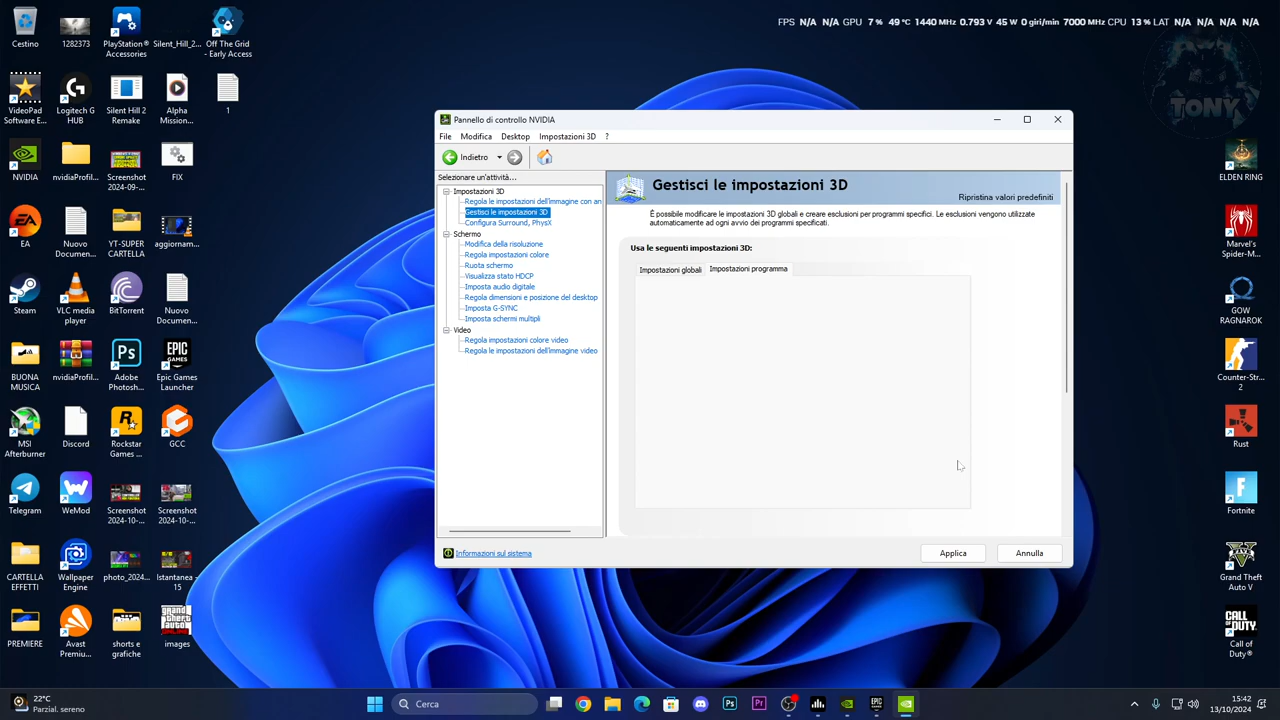 FPS N/A N/A GPU 7 % 49 °C 1440 MHz 0.793 V 45 W 0 giri/min 7000 MHz CPU 13 % LAT N/A N/A N/A N/A
TONY
Cestino
1282373
PlayStation®
Accessories
Silent_Hill_2...
Off The Grid
- Early Access
VideoPad
Software E...
Logitech G
HUB
Silent Hill 2
Remake
Alpha
Mission...
1
NVIDIA
nvidiaProfil...
Screenshot
2024-09-...
FIX
EA
Nuovo
Documen...
YT-SUPER
CARTELLA
aggiornam...
Steam
VLC media
player
BitTorrent
Nuovo
Documen...
BUONA
MUSICA
nvidiaProfil...
Adobe
Photosh...
Epic Games
Launcher
MSI
Afterburner
Discord
Rockstar
Games ...
GCC
Telegram
WeMod
Screenshot
2024-10-...
Screenshot
2024-10-...
CARTELLA
EFFETTI
Wallpaper
Engine
photo_2024...
Istantanea -
15
PREMIERE
Avast
Premiu...
shorts e
grafiche
images
Pannello di controllo NVIDIA
File Modifica Desktop Impostazioni 3D ?
Indietro
Selezionare un'attività...
Impostazioni 3D
Regola le impostazioni dell'immagine con an
Gestisci le impostazioni 3D
Configura Surround, PhysX
Schermo
Modifica della risoluzione
Regola impostazioni colore
Ruota schermo
Visualizza stato HDCP
Imposta audio digitale
Regola dimensioni e posizione del desktop
Imposta G-SYNC
Imposta schermi multipli
Video
Regola impostazioni colore video
Regola le impostazioni dell'immagine video
Informazioni sul sistema
Gestisci le impostazioni 3D
Ripristina valori predefiniti
È possibile modificare le impostazioni 3D globali e creare esclusioni per programmi specifici. Le esclusioni vengono utilizzate
automaticamente ad ogni avvio dei programmi specificati.
Usa le seguenti impostazioni 3D:
Impostazioni globali Impostazioni programma
Applica Annulla
ELDEN RING
Marvel's
Spider-M...
GOW
RAGNAROK
Counter-Str...
2
Rust
Fortnite
Grand Theft
Auto V
Call of
Duty®
22°C
Parzial. sereno
Cerca
15:42
13/10/2024